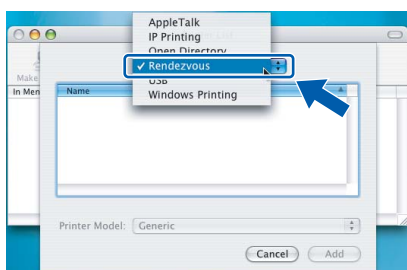 AppleTalk
IP Printing
Open Directory
✓ Rendezvous
USB
Windows Printing
Make
In Men
Name
Printer Model: Generic
Cancel Add